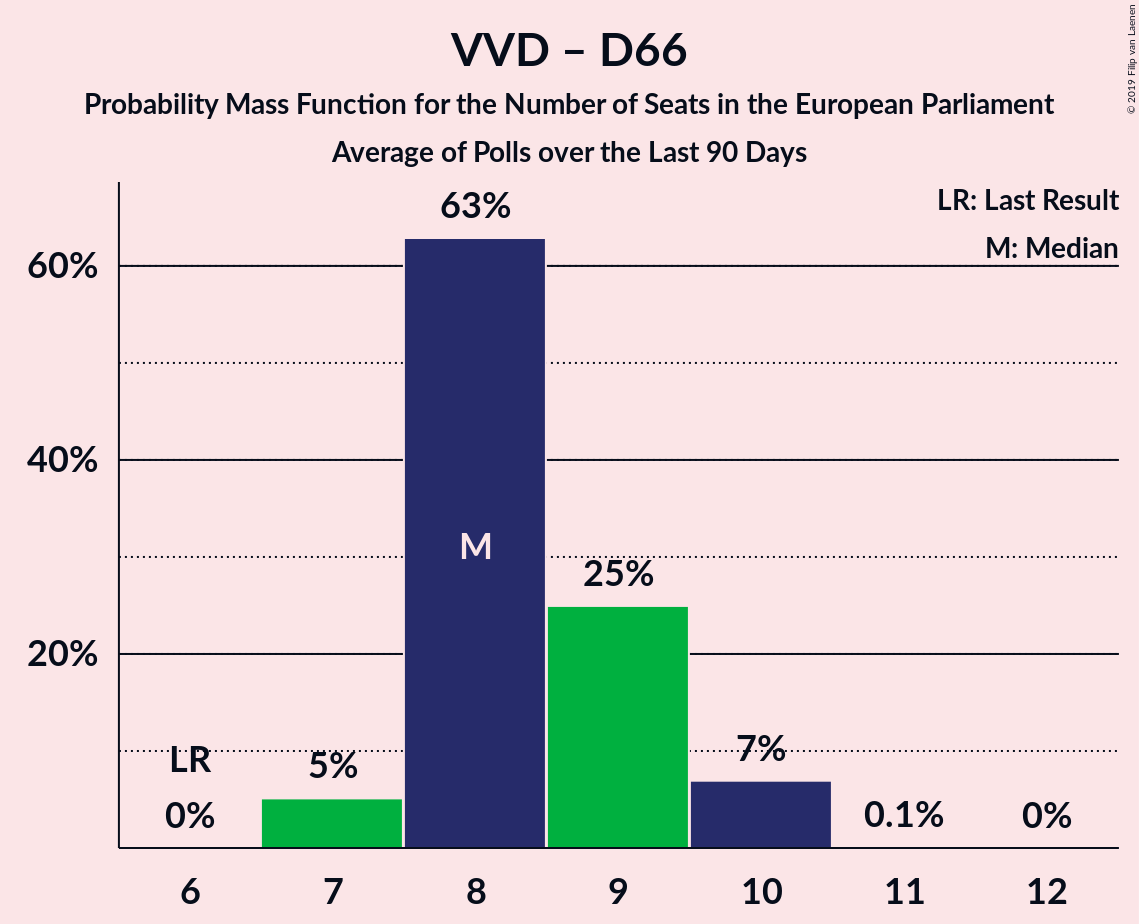 VVD – D66
Probability Mass Function for the Number of Seats in the European Parliament
Average of Polls over the Last 90 Days
© 2019 Filip van Laenen
LR: Last Result
M: Median
63%
60%
40%
M
25%
20%
LR
5%
7%
0%
0.1%
0%
6 7 8 9 10 11 12